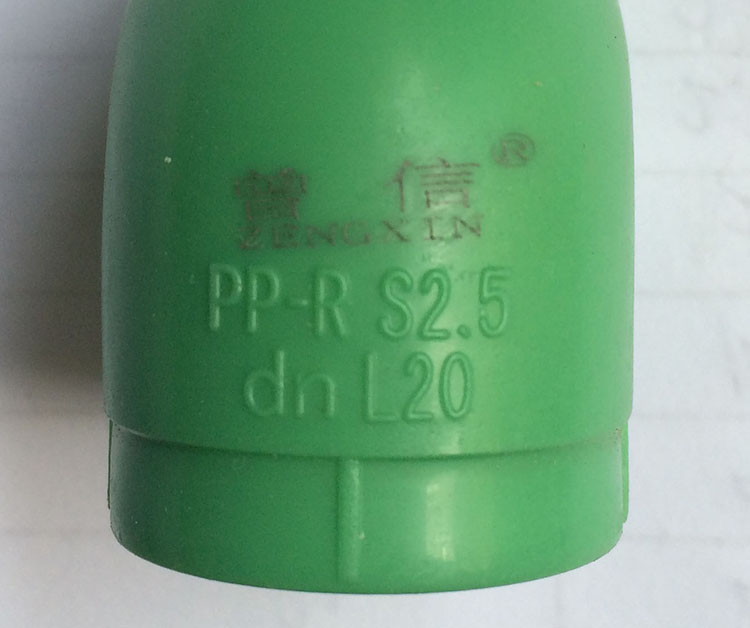 曾 信®
ZENGXIN
PP-R S2.5
dn L20